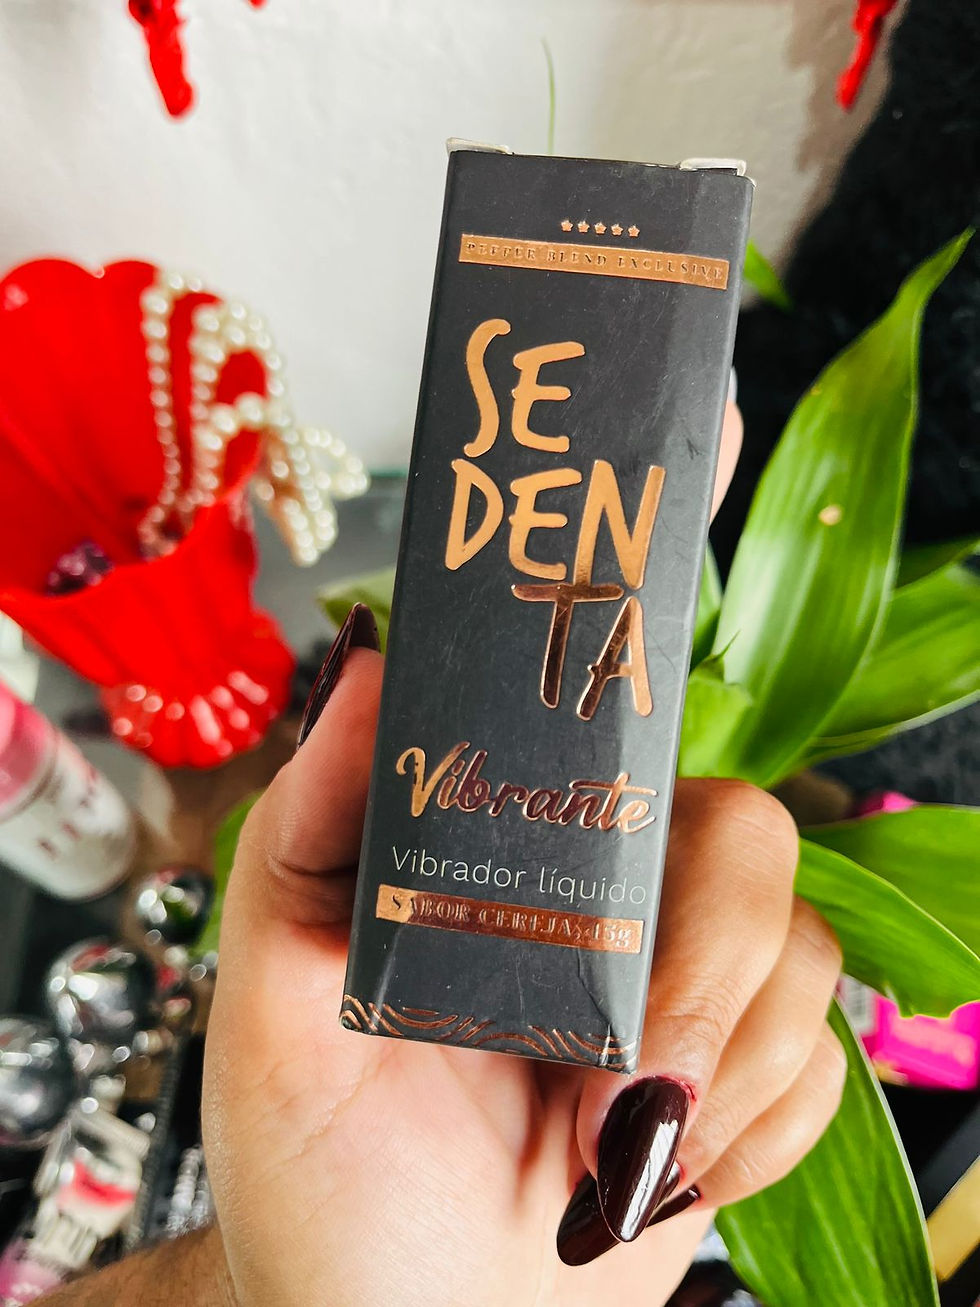 PEPPER BLEND EXCLUSIVE
SE
DEN
TA
Vibrante
Vibrador líquido
SABOR CEREJA 15g